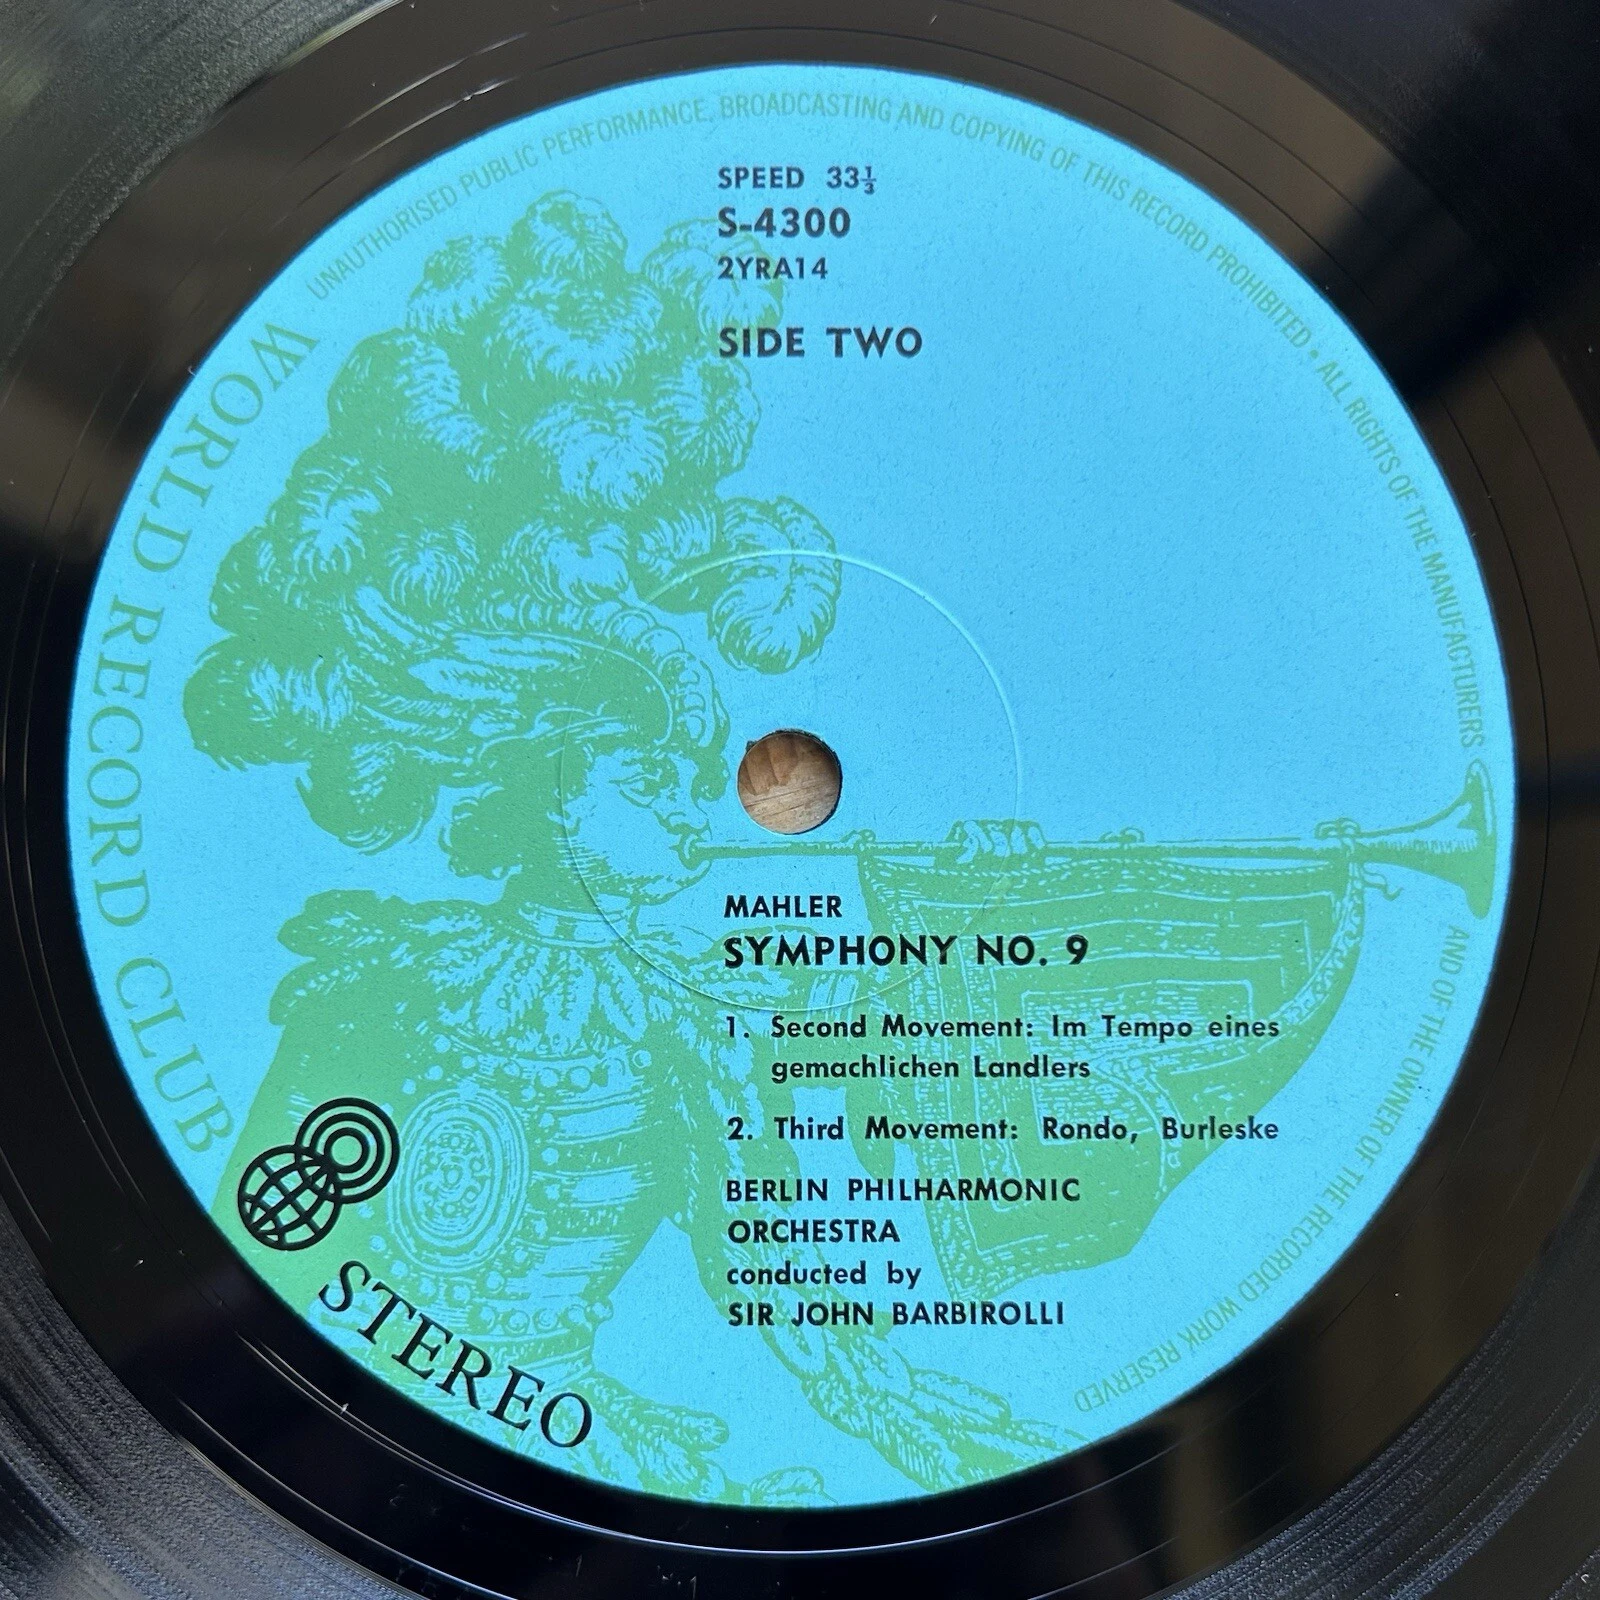 UNAUTHORISED PUBLIC PERFORMANCE, BROADCASTING AND COPYING OF THIS RECORD PROHIBITED • ALL RIGHTS OF THE MANUFACTURERS AND OF THE OWNER OF THE RECORDED WORK RESERVED
WORLD RECORD CLUB
SPEED 33⅓
S-4300
2YRA14
SIDE TWO
MAHLER
SYMPHONY NO. 9
1. Second Movement: Im Tempo eines
gemachlichen Landlers
2. Third Movement: Rondo, Burleske
BERLIN PHILHARMONIC
ORCHESTRA
conducted by
SIR JOHN BARBIROLLI
STEREO